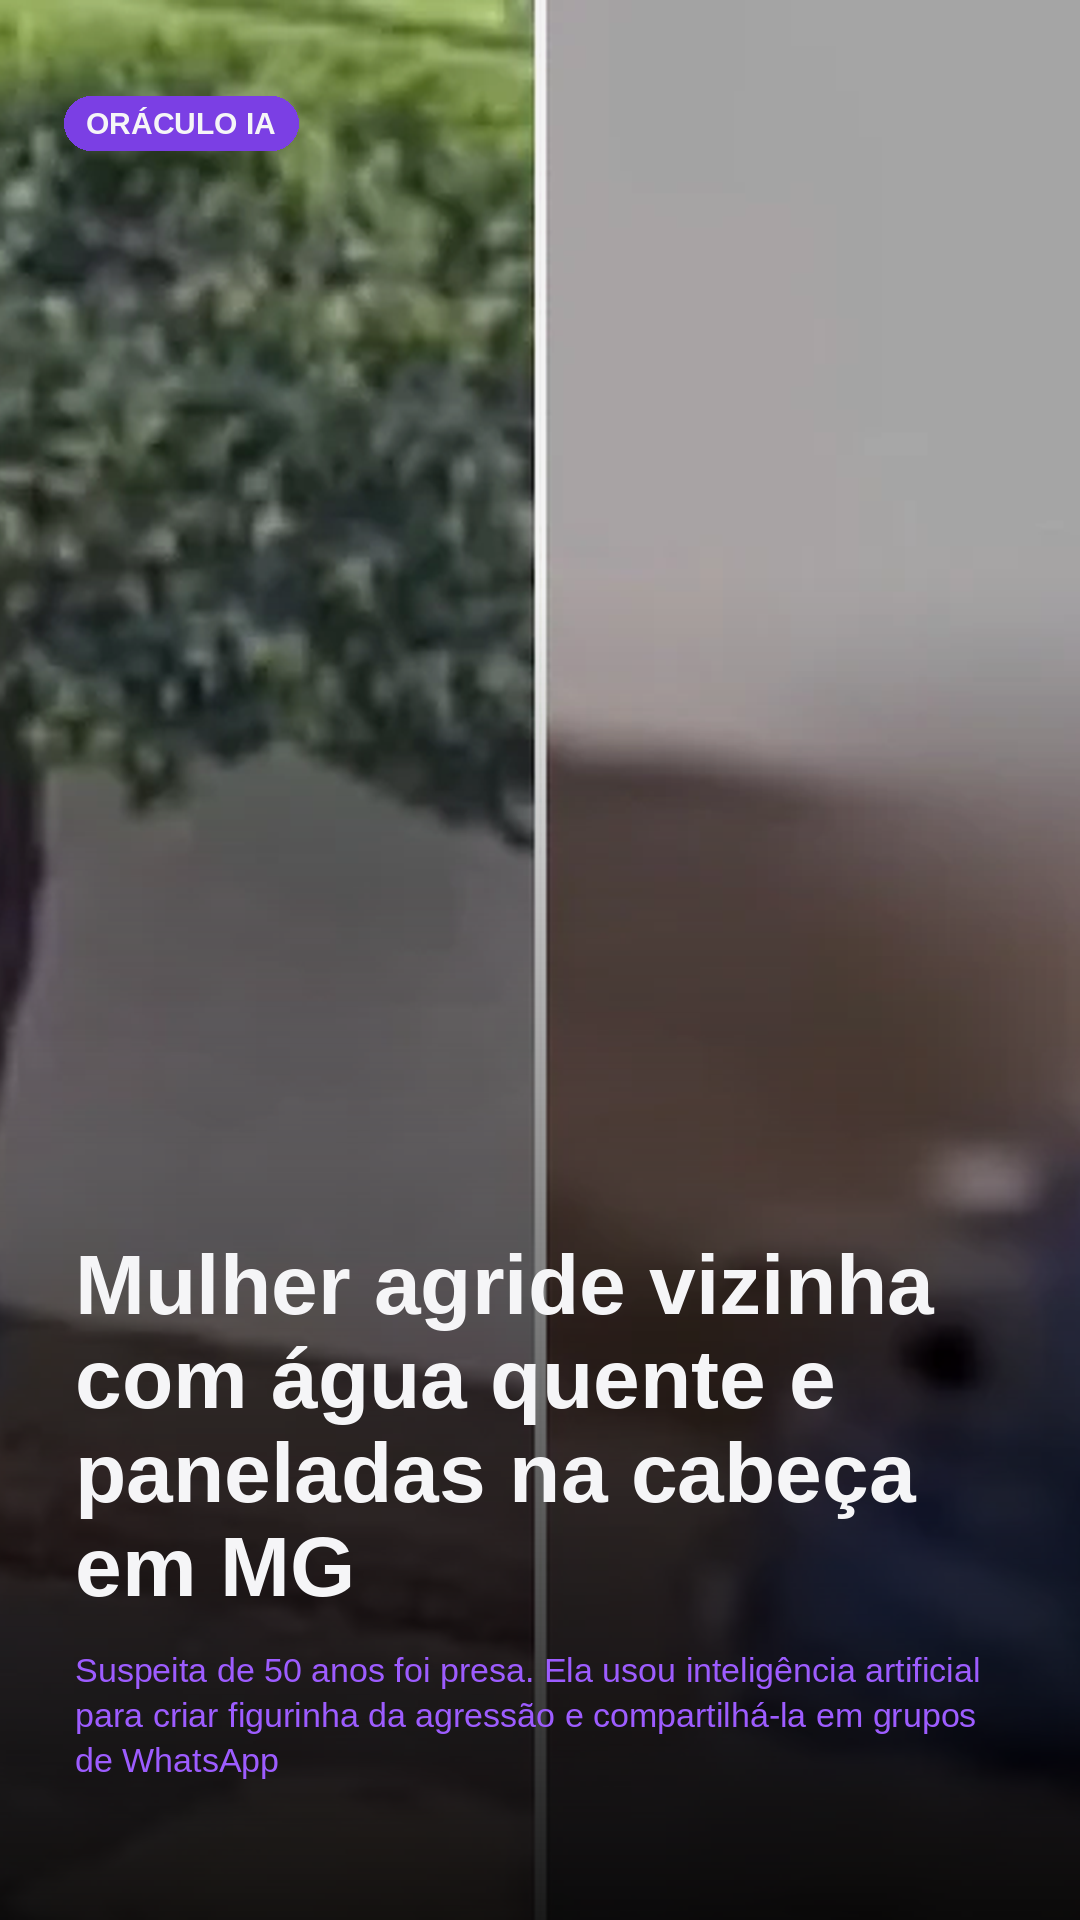 ORÁCULO IA
Mulher agride vizinha
com água quente e
paneladas na cabeça
em MG
Suspeita de 50 anos foi presa. Ela usou inteligência artificial
para criar figurinha da agressão e compartilhá-la em grupos
de WhatsApp